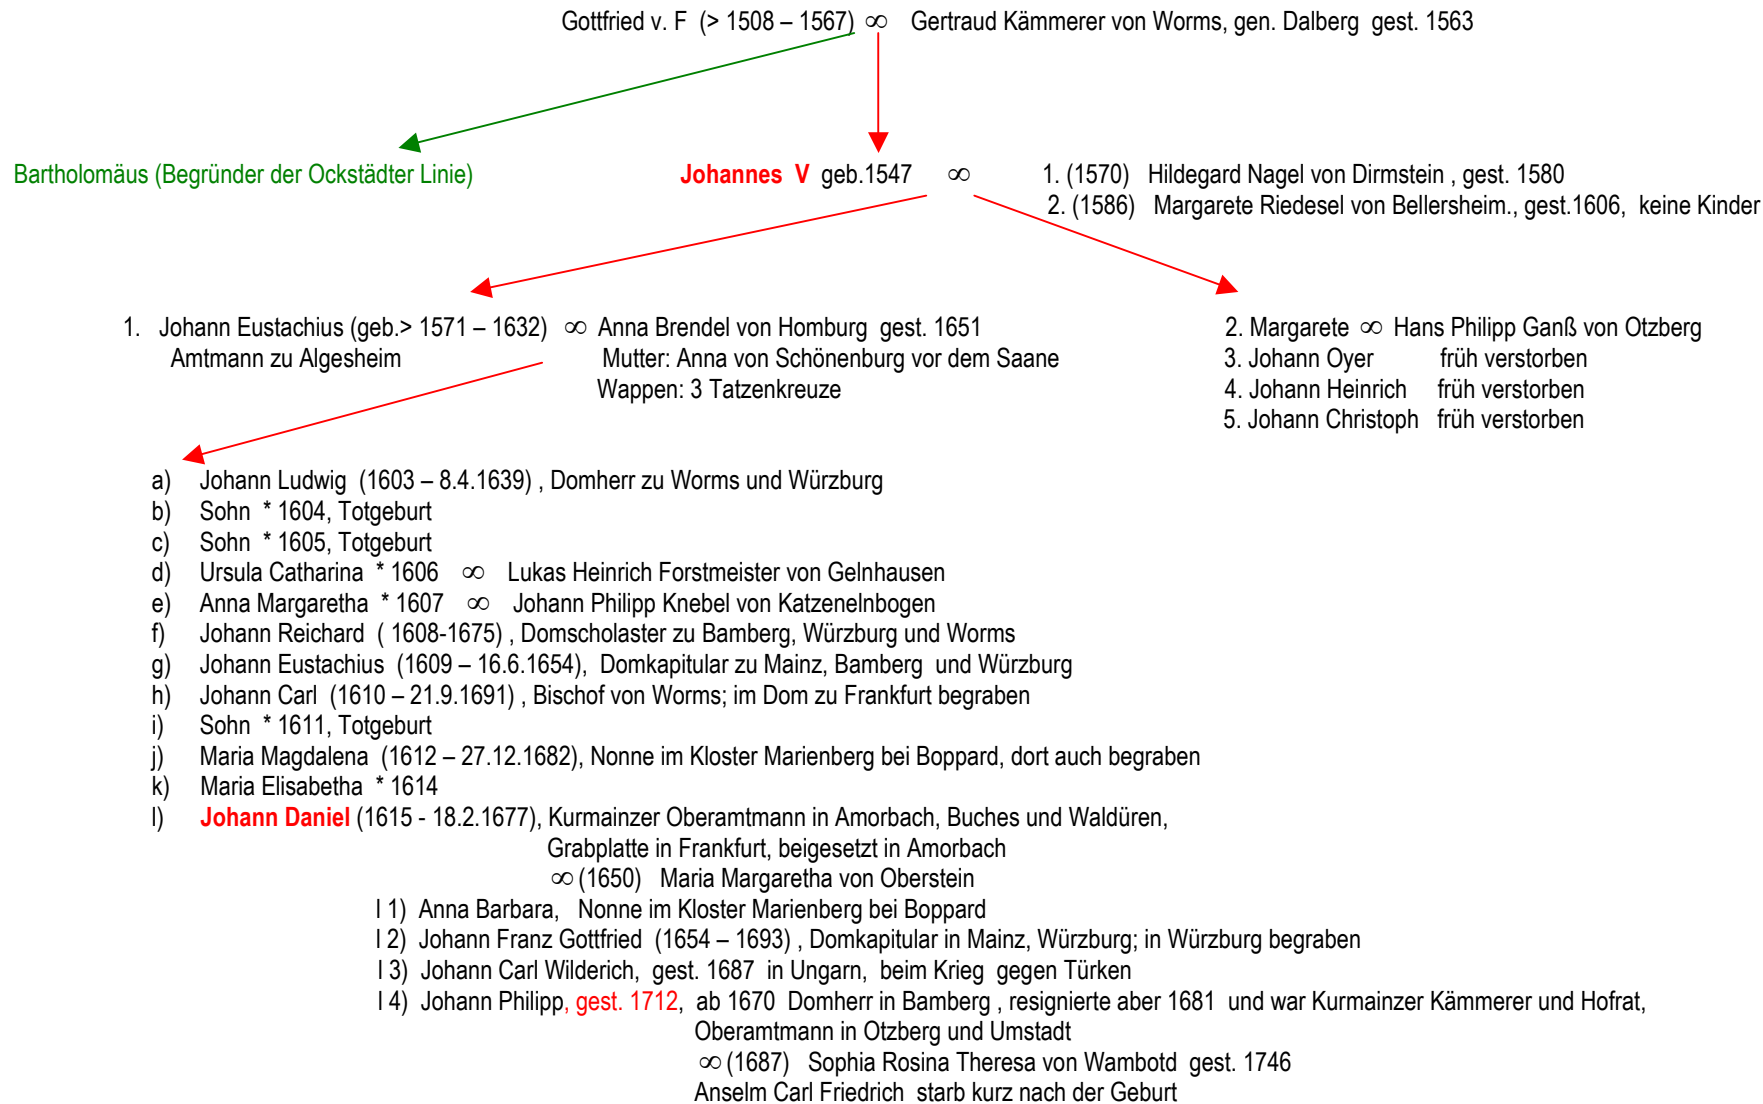 Gottfried v. F (> 1508 – 1567) ∞ Gertraud Kämmerer von Worms, gen. Dalberg gest. 1563
Bartholomäus (Begründer der Ockstädter Linie) Johannes V geb.1547 ∞ 1. (1570) Hildegard Nagel von Dirmstein , gest. 1580
2. (1586) Margarete Riedesel von Bellersheim., gest.1606, keine Kinder
1. Johann Eustachius (geb.> 1571 – 1632) ∞ Anna Brendel von Homburg gest. 1651 2. Margarete ∞ Hans Philipp Ganß von Otzberg
Amtmann zu Algesheim Mutter: Anna von Schönenburg vor dem Saane 3. Johann Oyer früh verstorben
Wappen: 3 Tatzenkreuze 4. Johann Heinrich früh verstorben
5. Johann Christoph früh verstorben
a) Johann Ludwig (1603 – 8.4.1639) , Domherr zu Worms und Würzburg
b) Sohn * 1604, Totgeburt
c) Sohn * 1605, Totgeburt
d) Ursula Catharina * 1606 ∞ Lukas Heinrich Forstmeister von Gelnhausen
e) Anna Margaretha * 1607 ∞ Johann Philipp Knebel von Katzenelnbogen
f) Johann Reichard ( 1608-1675) , Domscholaster zu Bamberg, Würzburg und Worms
g) Johann Eustachius (1609 – 16.6.1654), Domkapitular zu Mainz, Bamberg und Würzburg
h) Johann Carl (1610 – 21.9.1691) , Bischof von Worms; im Dom zu Frankfurt begraben
i) Sohn * 1611, Totgeburt
j) Maria Magdalena (1612 – 27.12.1682), Nonne im Kloster Marienberg bei Boppard, dort auch begraben
k) Maria Elisabetha * 1614
l) Johann Daniel (1615 - 18.2.1677), Kurmainzer Oberamtmann in Amorbach, Buches und Waldüren,
Grabplatte in Frankfurt, beigesetzt in Amorbach
∞ (1650) Maria Margaretha von Oberstein
l 1) Anna Barbara, Nonne im Kloster Marienberg bei Boppard
l 2) Johann Franz Gottfried (1654 – 1693) , Domkapitular in Mainz, Würzburg; in Würzburg begraben
l 3) Johann Carl Wilderich, gest. 1687 in Ungarn, beim Krieg gegen Türken
l 4) Johann Philipp, gest. 1712, ab 1670 Domherr in Bamberg , resignierte aber 1681 und war Kurmainzer Kämmerer und Hofrat,
Oberamtmann in Otzberg und Umstadt
∞ (1687) Sophia Rosina Theresa von Wambotd gest. 1746
Anselm Carl Friedrich starb kurz nach der Geburt